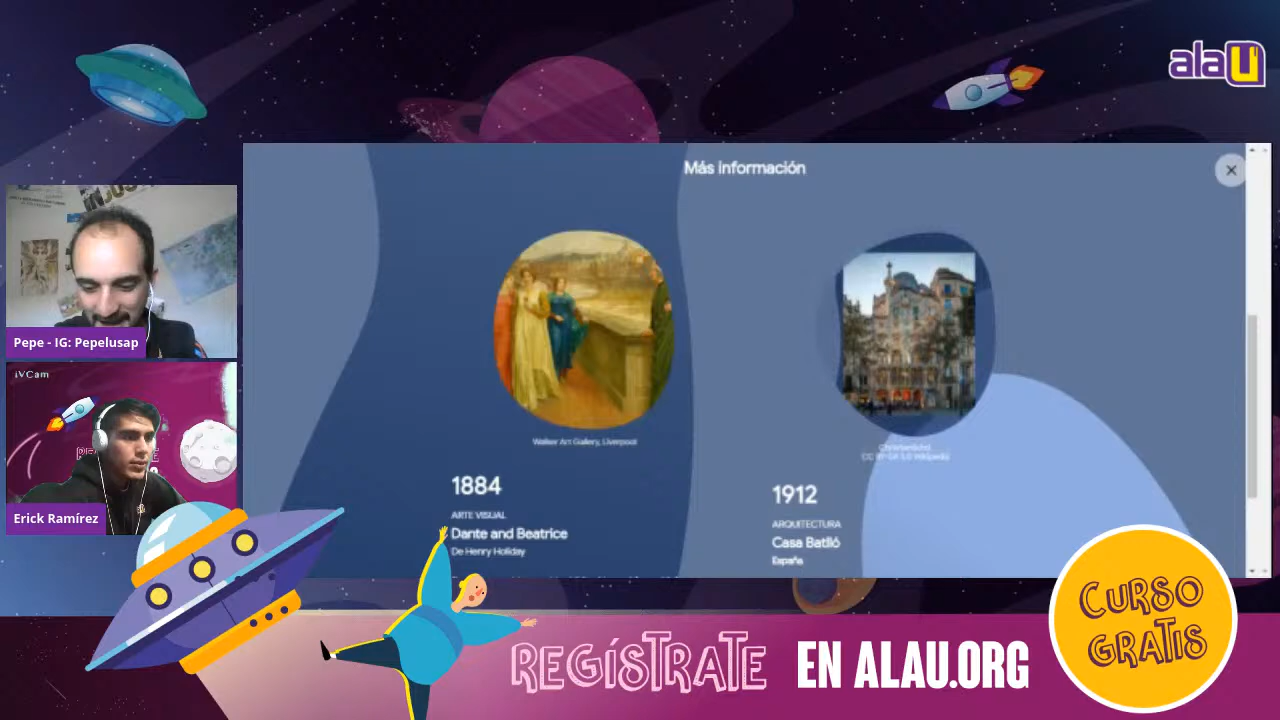 alaU
Más información
Pepe - IG: Pepelusap
iVCam
Erick Ramírez
Walker Art Gallery, Liverpool
1884
ARTE VISUAL
Dante and Beatrice
De Henry Holiday
1912
ARQUITECTURA
Casa Batlló
España
REGÍSTRATE
EN ALAU.ORG
CURSO
GRATIS